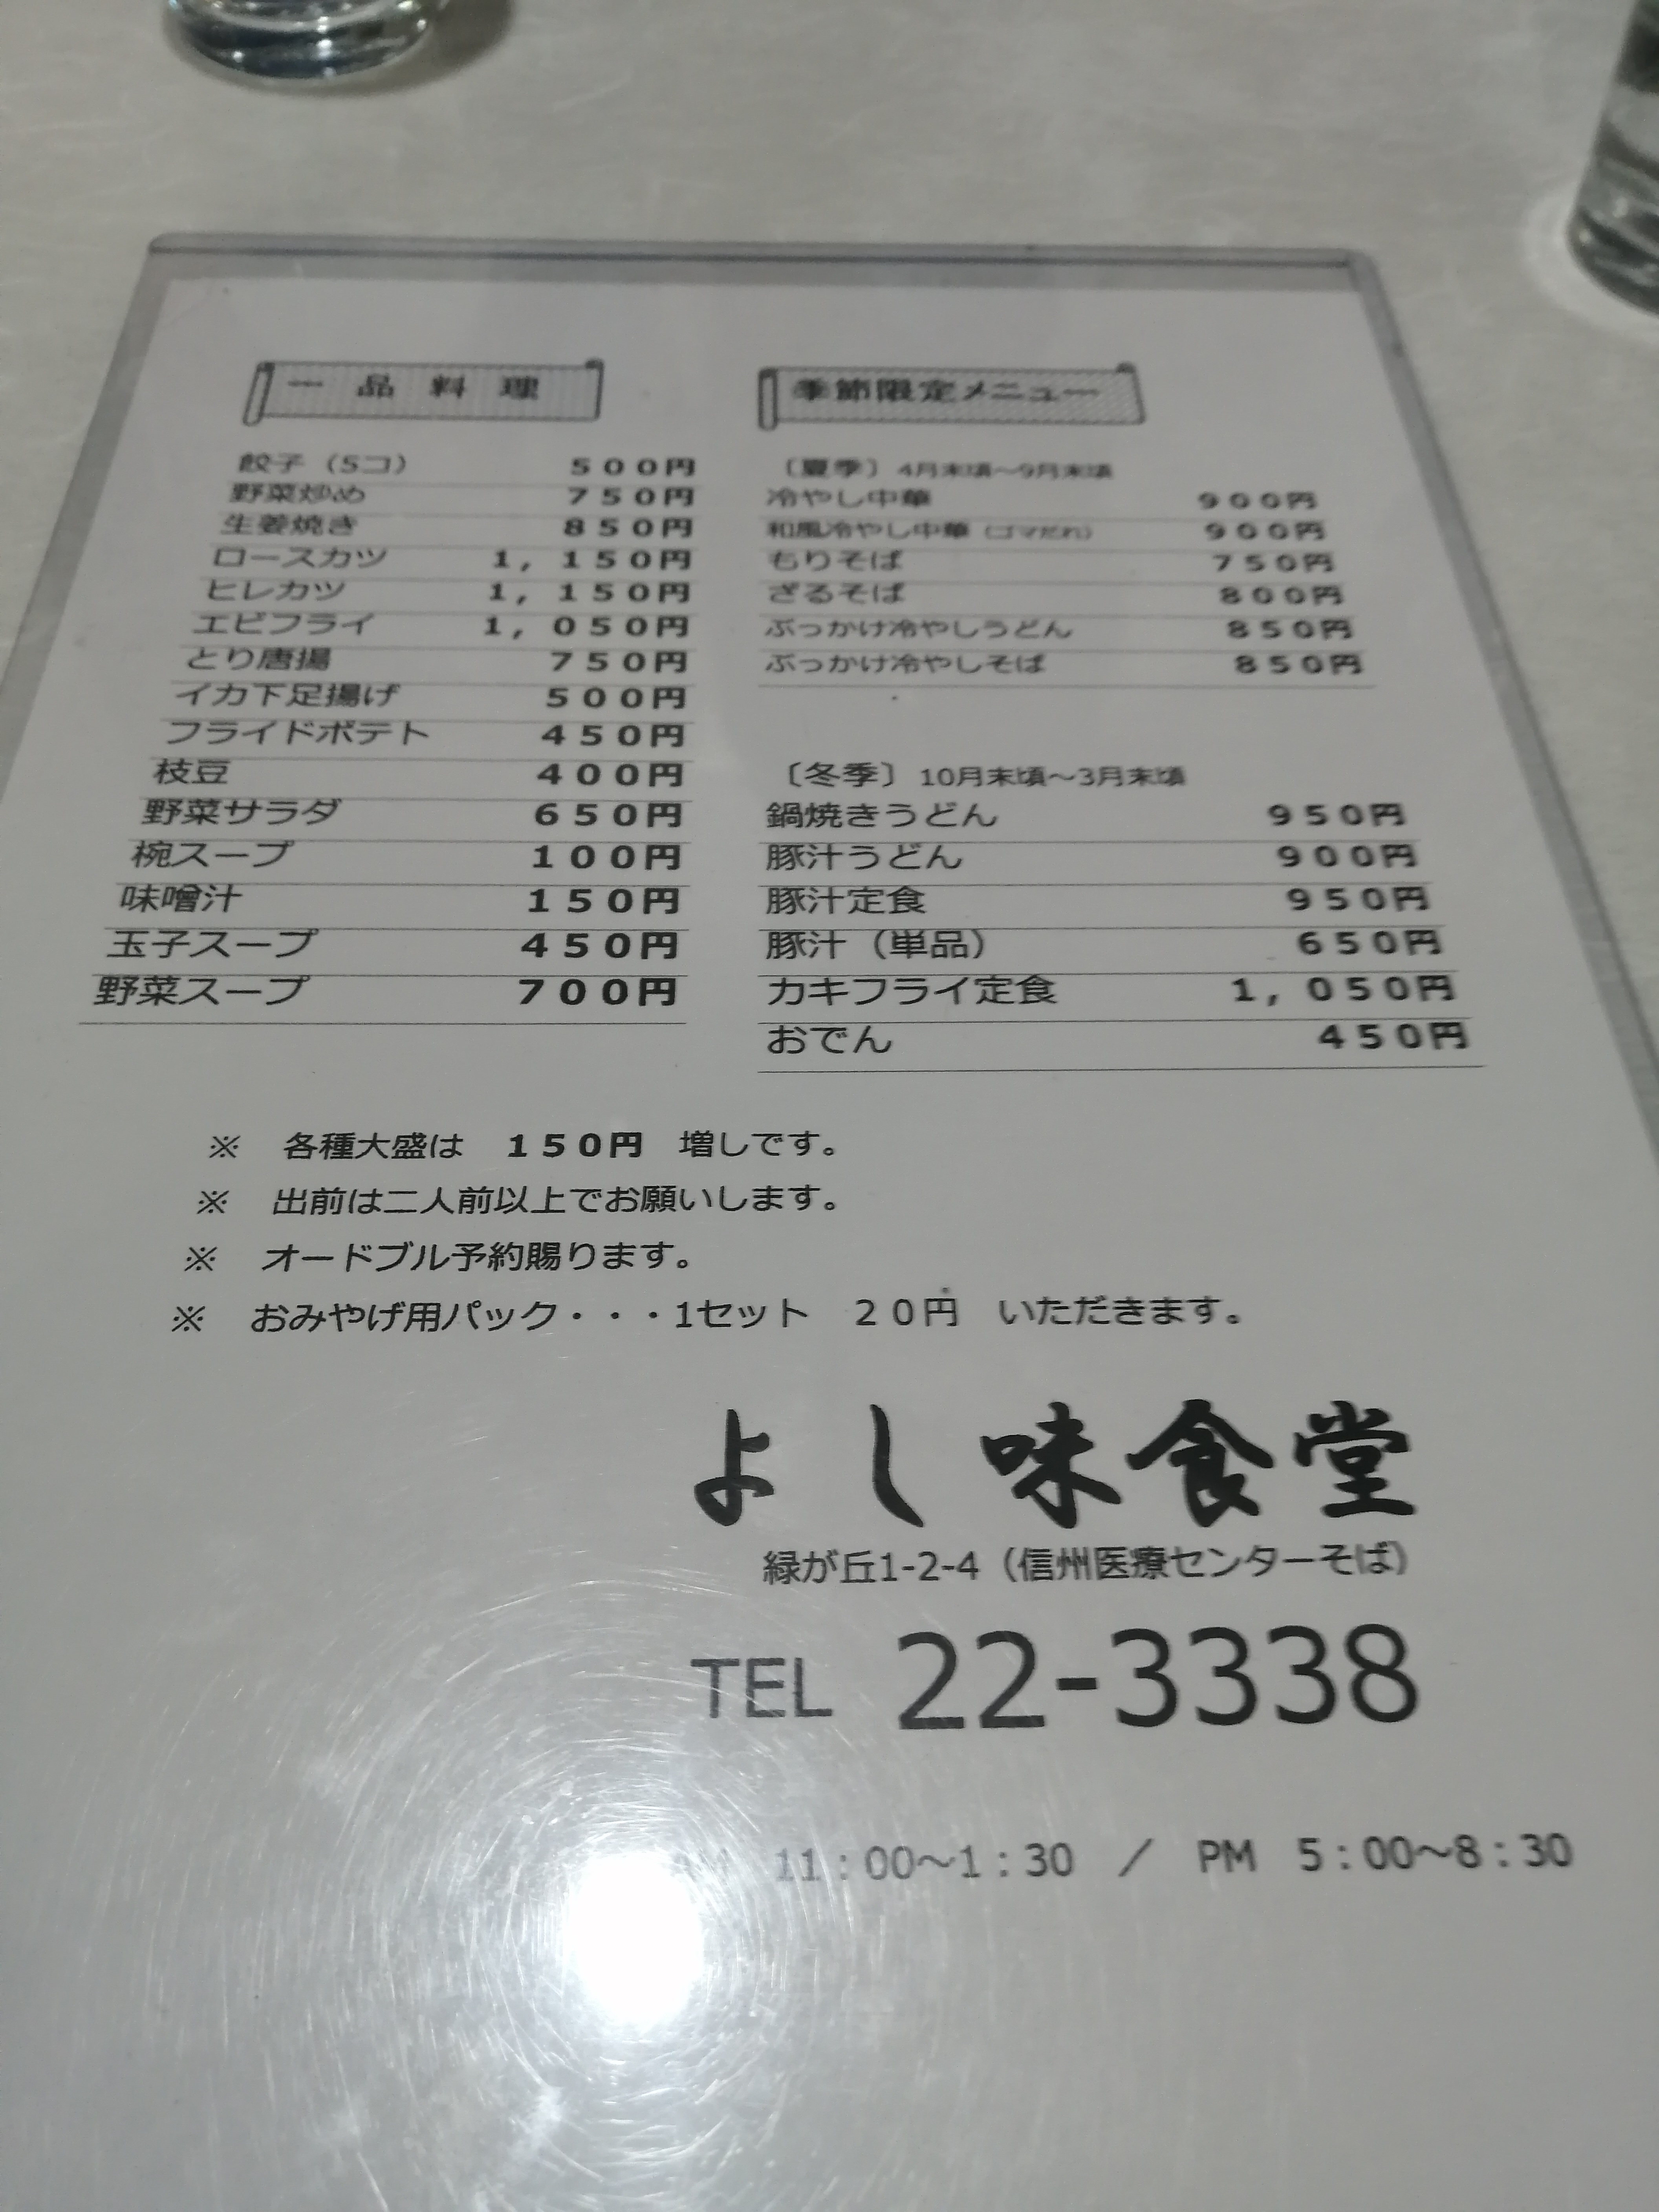 一品料理
餃子（5コ） 500円
野菜炒め 750円
生姜焼き 850円
ロースカツ 1，150円
ヒレカツ 1，150円
エビフライ 1，050円
とり唐揚 750円
イカ下足揚げ 500円
フライドポテト 450円
枝豆 400円
野菜サラダ 650円
椀スープ 100円
味噌汁 150円
玉子スープ 450円
野菜スープ 700円
季節限定メニュー
〔夏季〕4月末頃～9月末頃
冷やし中華 900円
和風冷やし中華（ゴマだれ） 900円
もりそば 750円
ざるそば 800円
ぶっかけ冷やしうどん 850円
ぶっかけ冷やしそば 850円
〔冬季〕10月末頃～3月末頃
鍋焼きうどん 950円
豚汁うどん 900円
豚汁定食 950円
豚汁（単品） 650円
カキフライ定食 1，050円
おでん 450円
※ 各種大盛は 150円 増しです。
※ 出前は二人前以上でお願いします。
※ オードブル予約賜ります。
※ おみやげ用パック・・・1セット 20円 いただきます。
よし味食堂
緑が丘1-2-4（信州医療センターそば）
TEL 22-3338
AM 11：00～1：30 ／ PM 5：00～8：30